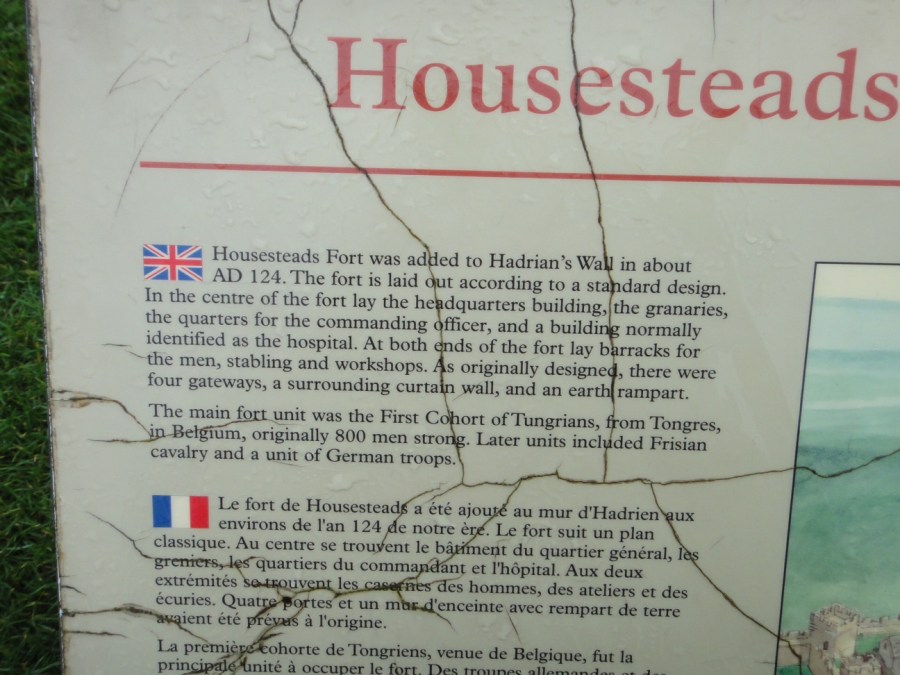 Housesteads
Housesteads Fort was added to Hadrian's Wall in about
AD 124. The fort is laid out according to a standard design.
In the centre of the fort lay the headquarters building, the granaries,
the quarters for the commanding officer, and a building normally
identified as the hospital. At both ends of the fort lay barracks for
the men, stabling and workshops. As originally designed, there were
four gateways, a surrounding curtain wall, and an earth rampart.
The main fort unit was the First Cohort of Tungrians, from Tongres,
in Belgium, originally 800 men strong. Later units included Frisian
cavalry and a unit of German troops.
Le fort de Housesteads a été ajouté au mur d'Hadrien aux
environs de l'an 124 de notre ère. Le fort suit un plan
classique. Au centre se trouvent le bâtiment du quartier général, les
greniers, les quartiers du commandant et l'hôpital. Aux deux
extrémités se trouvent les casernes des hommes, des ateliers et des
écuries. Quatre portes et un mur d'enceinte avec rempart de terre
avaient été prévus à l'origine.
La première cohorte de Tongriens, venue de Belgique, fut la
principale unité à occuper le fort. Des troupes allemandes et des